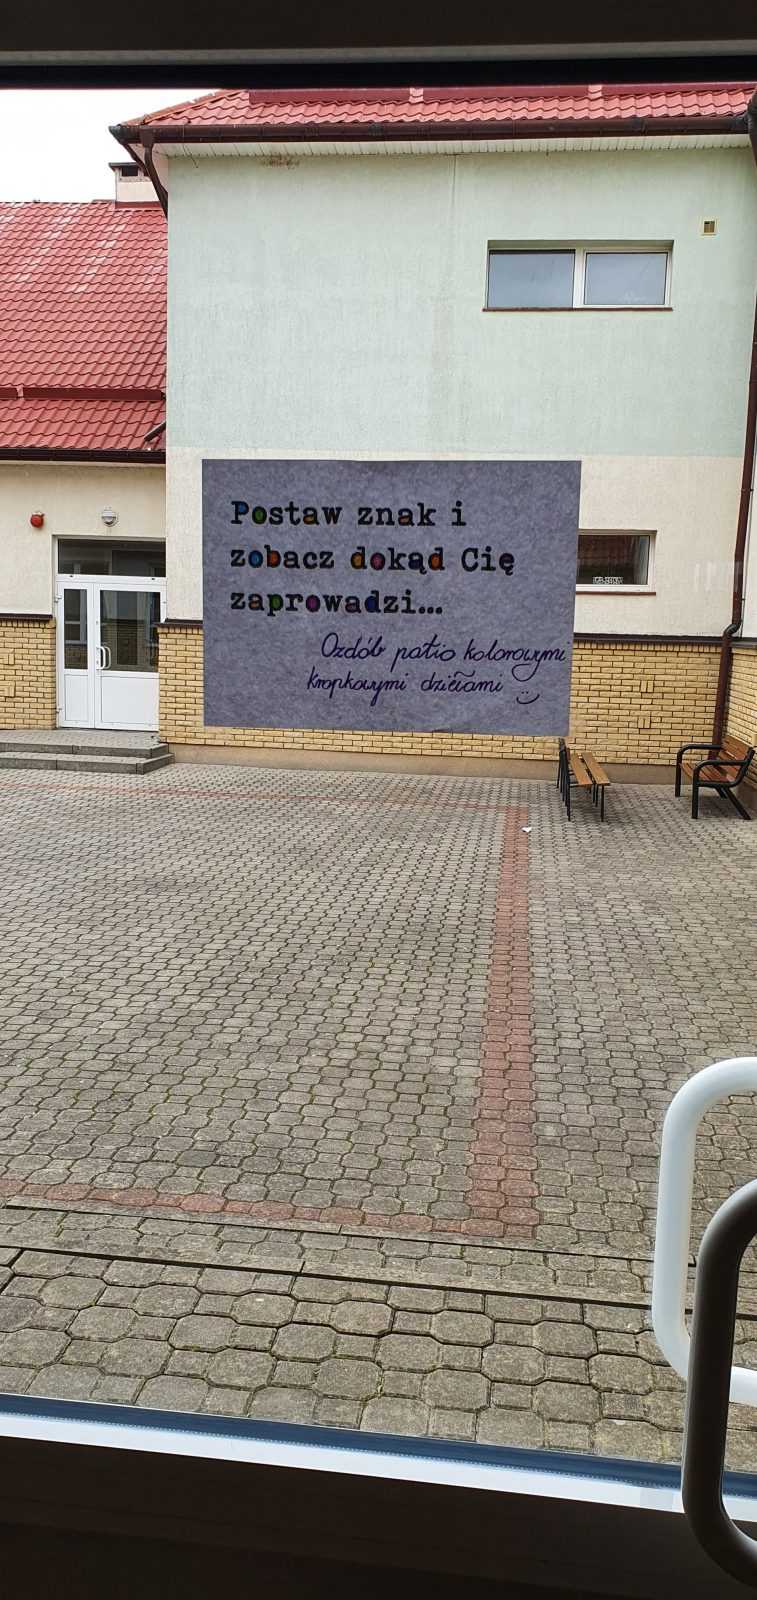 Postaw znak i
zobacz dokąd Cię
zaprowadzi...
Ozdób patio kolorowymi
kropkowymi dziełami